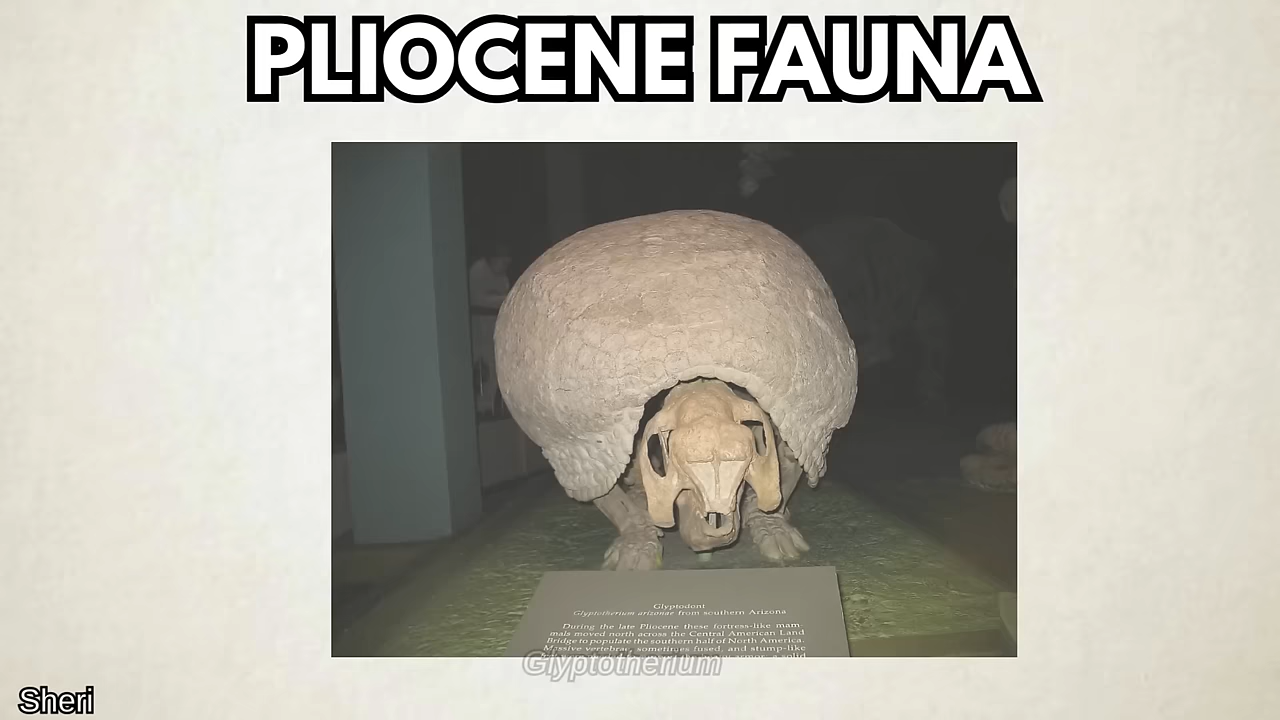 PLIOCENE FAUNA
Glyptodont
Glyptotherium arizonae from southern Arizona
During the late Pliocene these fortress-like mam-
mals moved north across the Central American Land
Bridge to populate the southern half of North America.
Massive vertebrae, sometimes fused, and stump-like
armor, a solid
Glyptotherium
Sheri